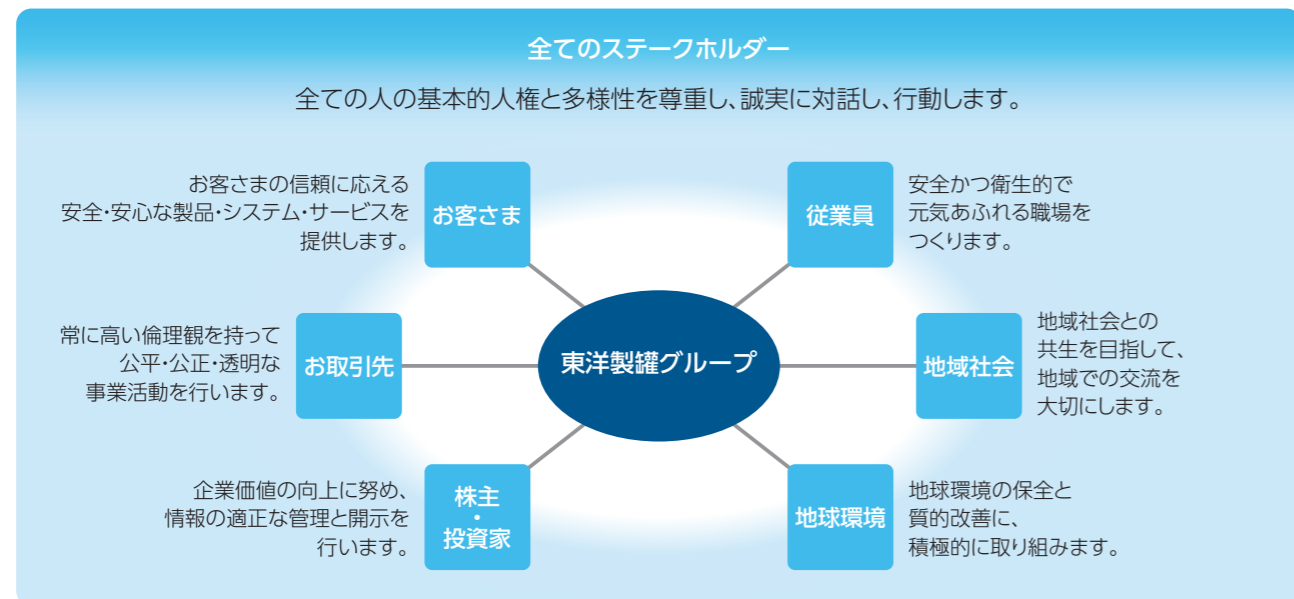 全てのステークホルダー
全ての人の基本的人権と多様性を尊重し、誠実に対話し、行動します。
お客さまの信頼に応える
安全・安心な製品・システム・サービスを
提供します。
お客さま
従業員
安全かつ衛生的で
元気あふれる職場を
つくります。
常に高い倫理観を持って
公平・公正・透明な
事業活動を行います。
お取引先
東洋製罐グループ
地域社会
地域社会との
共生を目指して、
地域での交流を
大切にします。
企業価値の向上に努め、
情報の適正な管理と開示を
行います。
株主
・
投資家
地球環境
地球環境の保全と
質的改善に、
積極的に取り組みます。